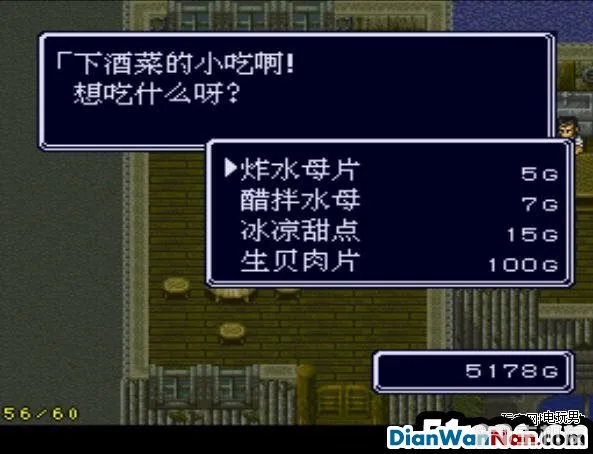 「下酒菜的小吃啊!
想吃什么呀?
▶炸水母片 5G
醋拌水母 7G
冰凉甜点 15G
生贝肉片 100G
5178G
56/60
DianWanNan.com